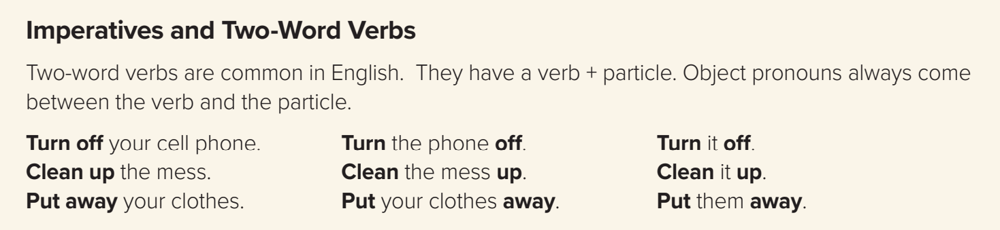 Imperatives and Two-Word Verbs
Two-word verbs are common in English.  They have a verb + particle. Object pronouns always come
between the verb and the particle.
Turn off your cell phone. Turn the phone off. Turn it off.
Clean up the mess. Clean the mess up. Clean it up.
Put away your clothes. Put your clothes away. Put them away.